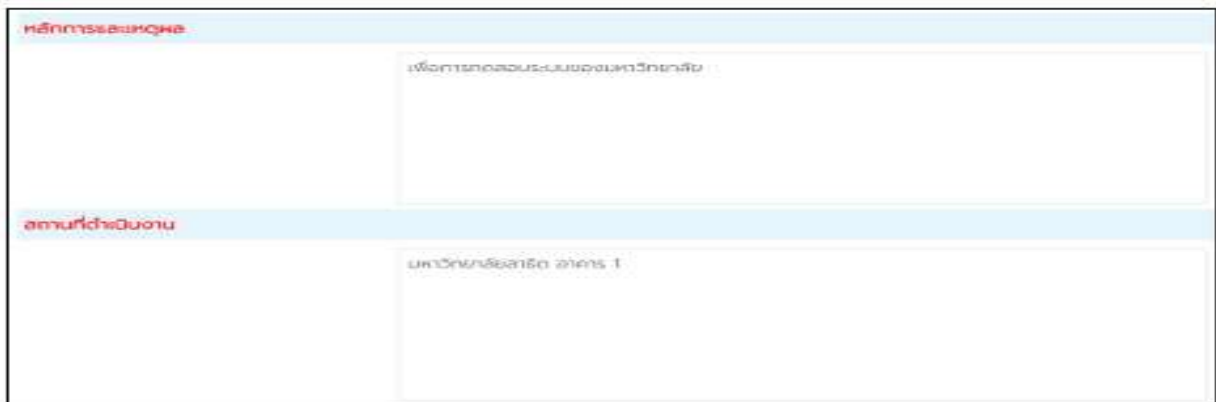 หลักการและเหตุผล
เพื่อการทดสอบระบบของมหาวิทยาลัย
สถานที่ดำเนินงาน
มหาวิทยาลัยสาธิต อาคาร 1